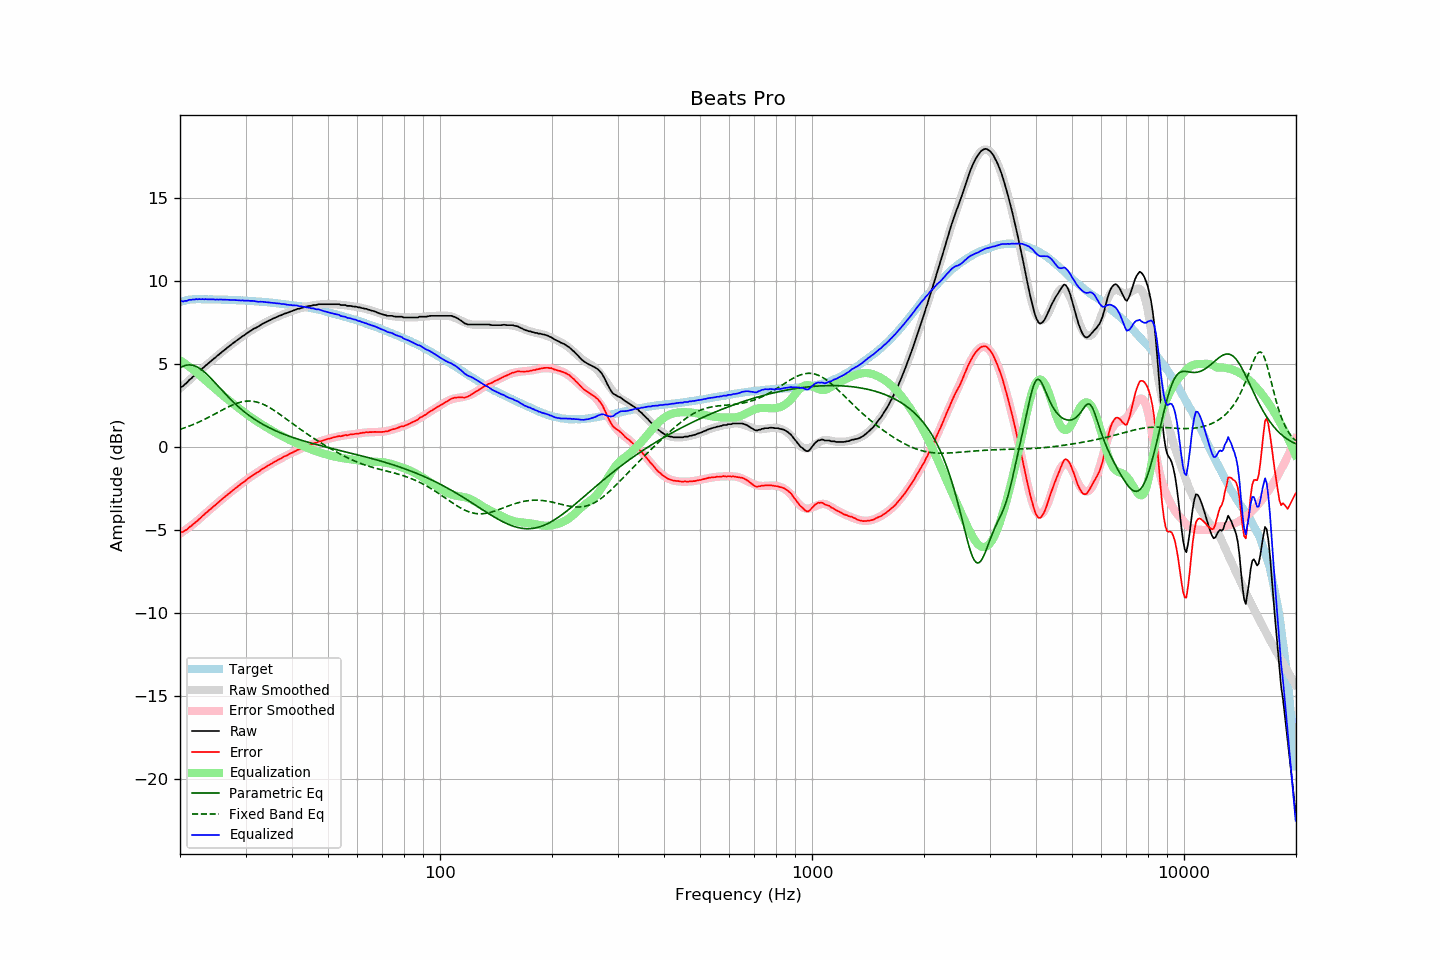 Beats Pro
Amplitude (dBr)
15
10
5
0
−5
−10
−15
−20
Target
Raw Smoothed
Error Smoothed
Raw
Error
Equalization
Parametric Eq
Fixed Band Eq
Equalized
100
1000
10000
Frequency (Hz)